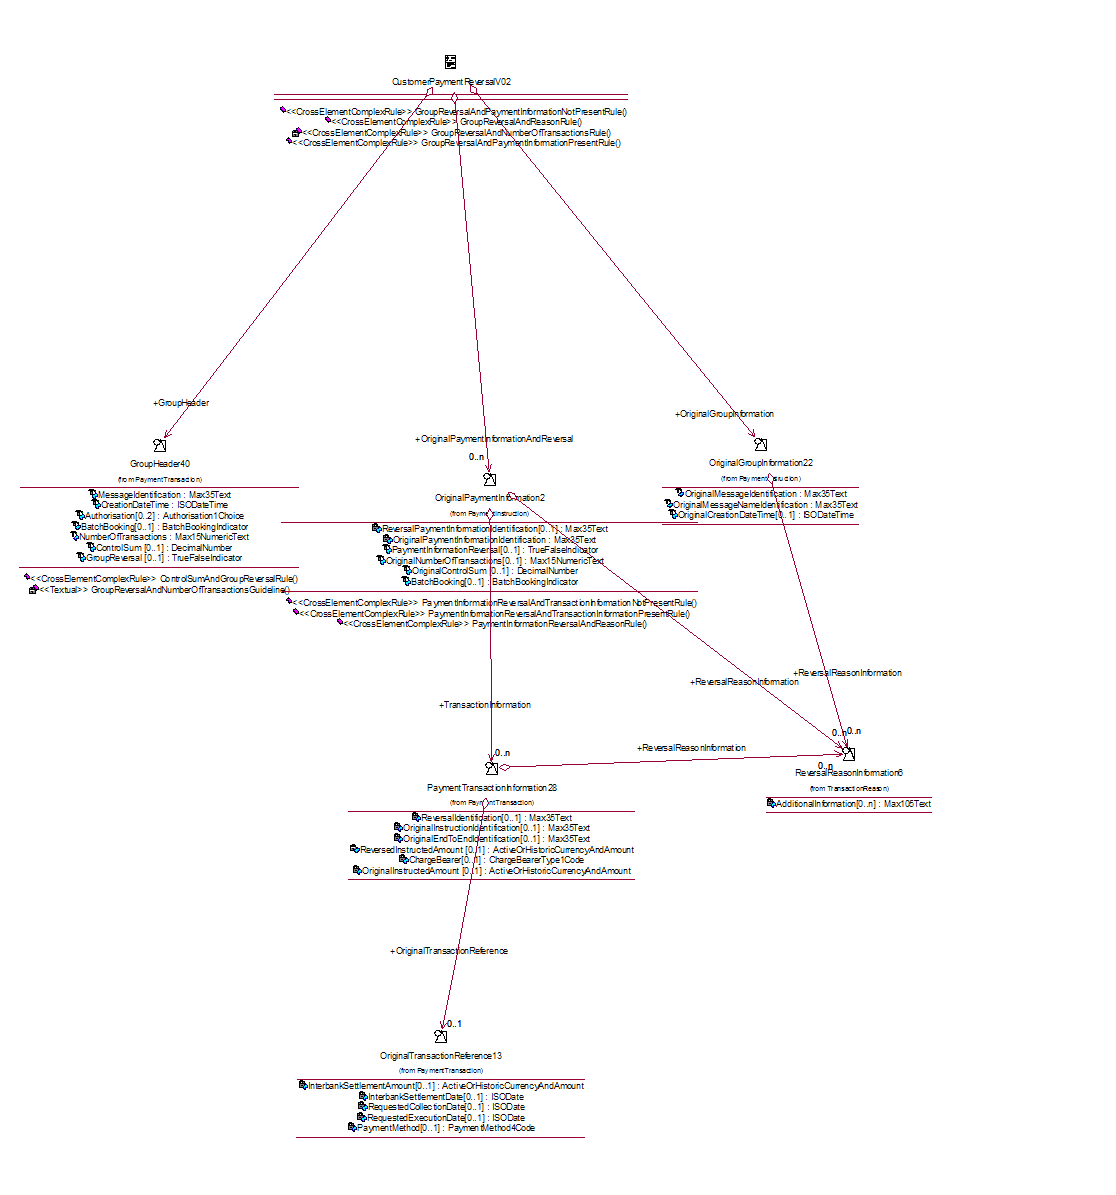 CustomerPaymentReversalV02
<<CrossElementComplexRule>> GroupReversalAndPaymentInformationNotPresentRule()
<<CrossElementComplexRule>> GroupReversalAndReasonRule()
<<CrossElementComplexRule>> GroupReversalAndNumberOfTransactionsRule()
<<CrossElementComplexRule>> GroupReversalAndPaymentInformationPresentRule()
+GroupHeader
+OriginalPaymentInformationAndReversal
0..n
+OriginalGroupInformation
GroupHeader40
(from PaymentTransaction)
MessageIdentification : Max35Text
CreationDateTime : ISODateTime
Authorisation[0..2] : Authorisation1Choice
BatchBooking[0..1] : BatchBookingIndicator
NumberOfTransactions : Max15NumericText
ControlSum [0..1] : DecimalNumber
GroupReversal [0..1] : TrueFalseIndicator
<<CrossElementComplexRule>> ControlSumAndGroupReversalRule()
<<Textual>> GroupReversalAndNumberOfTransactionsGuideline()
OriginalPaymentInformation2
(from PaymentInstruction)
ReversalPaymentInformationIdentification[0..1] : Max35Text
OriginalPaymentInformationIdentification : Max35Text
PaymentInformationReversal[0..1] : TrueFalseIndicator
OriginalNumberOfTransactions[0..1] : Max15NumericText
OriginalControlSum [0..1] : DecimalNumber
BatchBooking[0..1] : BatchBookingIndicator
<<CrossElementComplexRule>> PaymentInformationReversalAndTransactionInformationNotPresentRule()
<<CrossElementComplexRule>> PaymentInformationReversalAndTransactionInformationPresentRule()
<<CrossElementComplexRule>> PaymentInformationReversalAndReasonRule()
OriginalGroupInformation22
(from PaymentInstruction)
OriginalMessageIdentification : Max35Text
OriginalMessageNameIdentification : Max35Text
OriginalCreationDateTime[0..1] : ISODateTime
+ReversalReasonInformation
+ReversalReasonInformation
+TransactionInformation
0..n
0..n
+ReversalReasonInformation
0..n
0..n
ReversalReasonInformation6
(from TransactionReason)
AdditionalInformation[0..n] : Max105Text
PaymentTransactionInformation28
(from PaymentTransaction)
ReversalIdentification[0..1] : Max35Text
OriginalInstructionIdentification[0..1] : Max35Text
OriginalEndToEndIdentification[0..1] : Max35Text
ReversedInstructedAmount [0..1] : ActiveOrHistoricCurrencyAndAmount
ChargeBearer[0..1] : ChargeBearerType1Code
OriginalInstructedAmount [0..1] : ActiveOrHistoricCurrencyAndAmount
+OriginalTransactionReference
0..1
OriginalTransactionReference13
(from PaymentTransaction)
InterbankSettlementAmount[0..1] : ActiveOrHistoricCurrencyAndAmount
InterbankSettlementDate[0..1] : ISODate
RequestedCollectionDate[0..1] : ISODate
RequestedExecutionDate[0..1] : ISODate
PaymentMethod[0..1] : PaymentMethod4Code